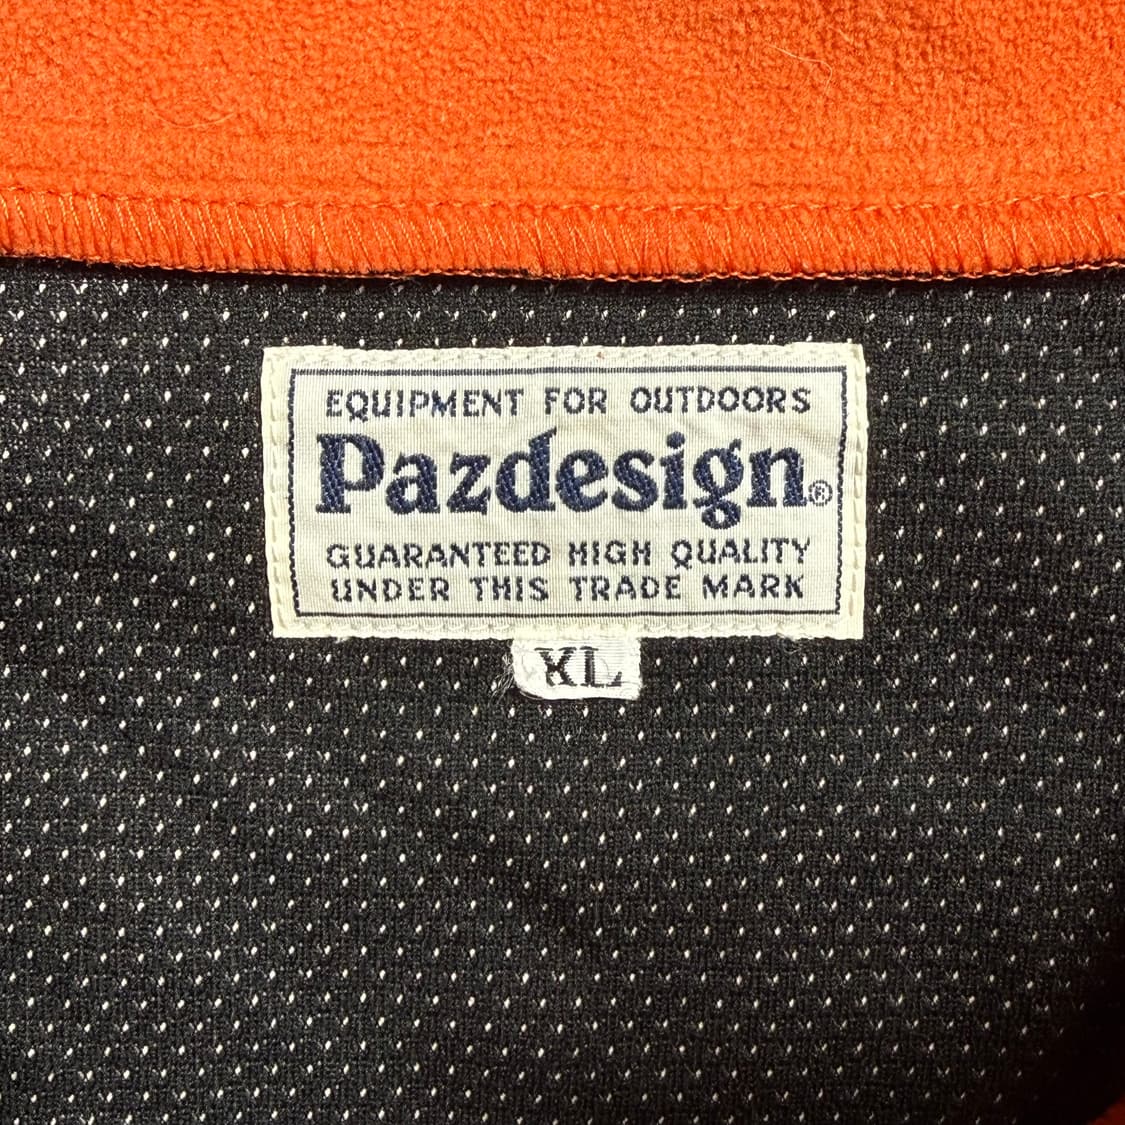 EQUIPMENT FOR OUTDOORS
Pazdesign®
GUARANTEED HIGH QUALITY
UNDER THIS TRADE MARK
XL